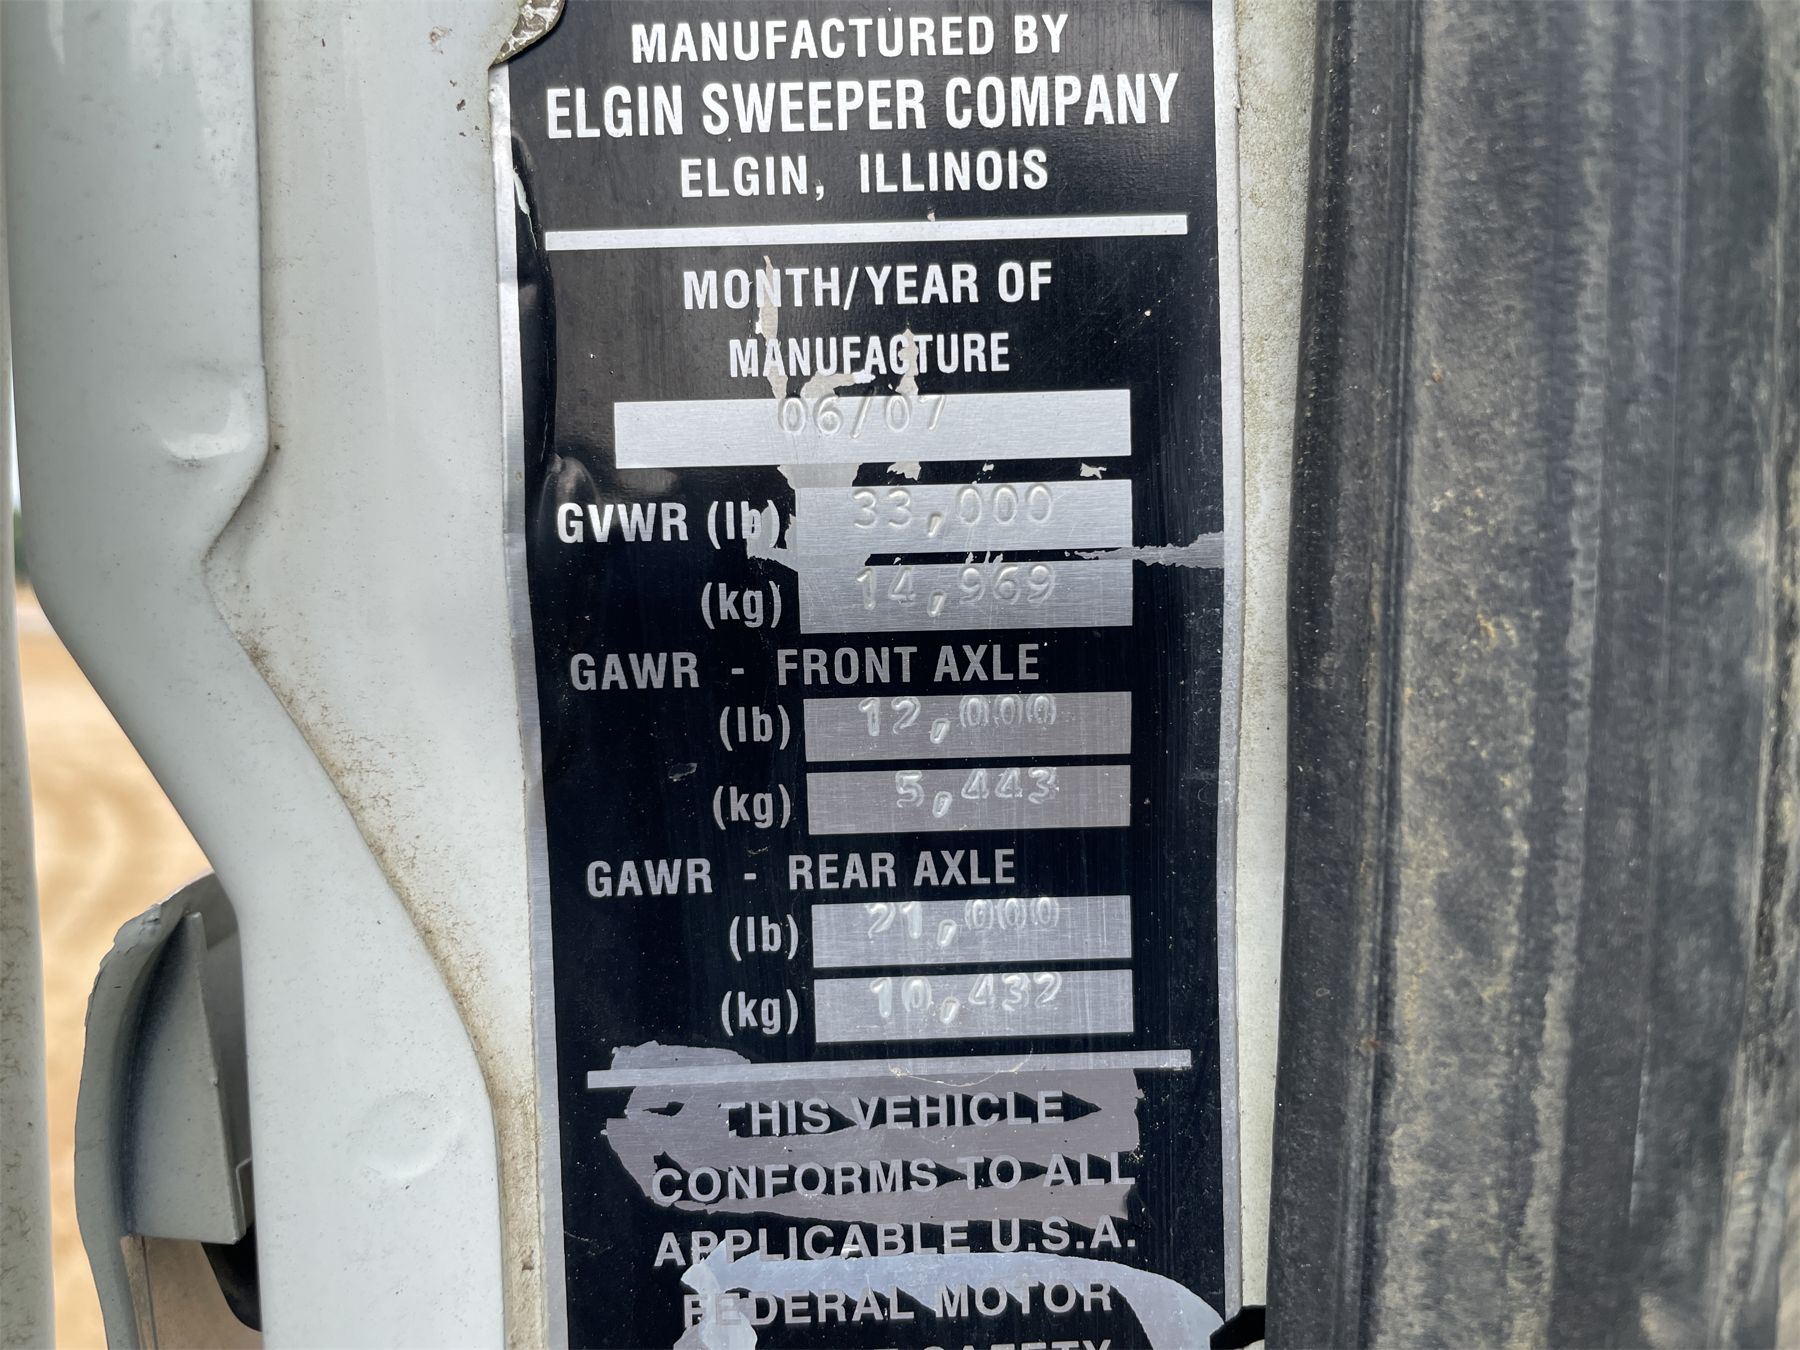 MANUFACTURED BY
ELGIN SWEEPER COMPANY
ELGIN, ILLINOIS
MONTH/YEAR OF
MANUFACTURE
06/07
GVWR (lb) 33,000
(kg) 14,969
GAWR - FRONT AXLE
(lb) 12,000
(kg) 5,443
GAWR - REAR AXLE
(lb) 21,000
(kg) 10,432
THIS VEHICLE
CONFORMS TO ALL
APPLICABLE U.S.A.
FEDERAL MOTOR
SAFETY